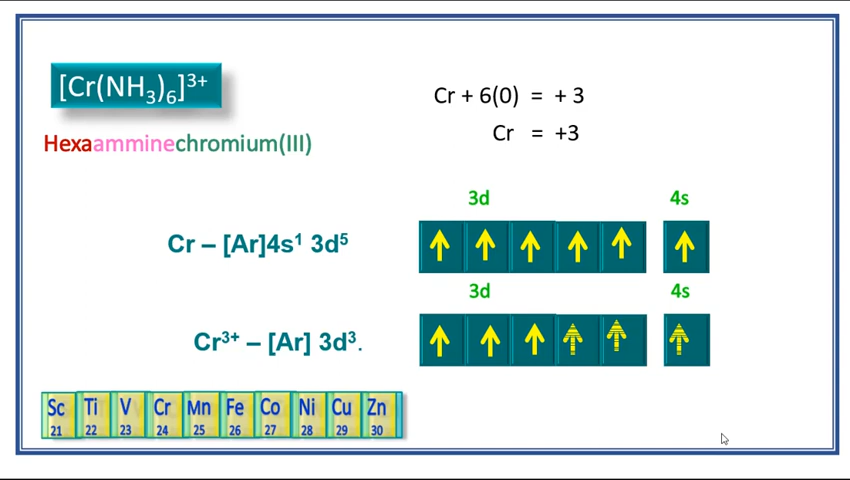 [Cr(NH₃)₆]³⁺
Hexaamminechromium(III)
Cr + 6(0) = + 3
Cr = +3
3d 4s
Cr – [Ar]4s¹ 3d⁵
3d 4s
Cr³⁺ – [Ar] 3d³.
Sc Ti V Cr Mn Fe Co Ni Cu Zn
21 22 23 24 25 26 27 28 29 30